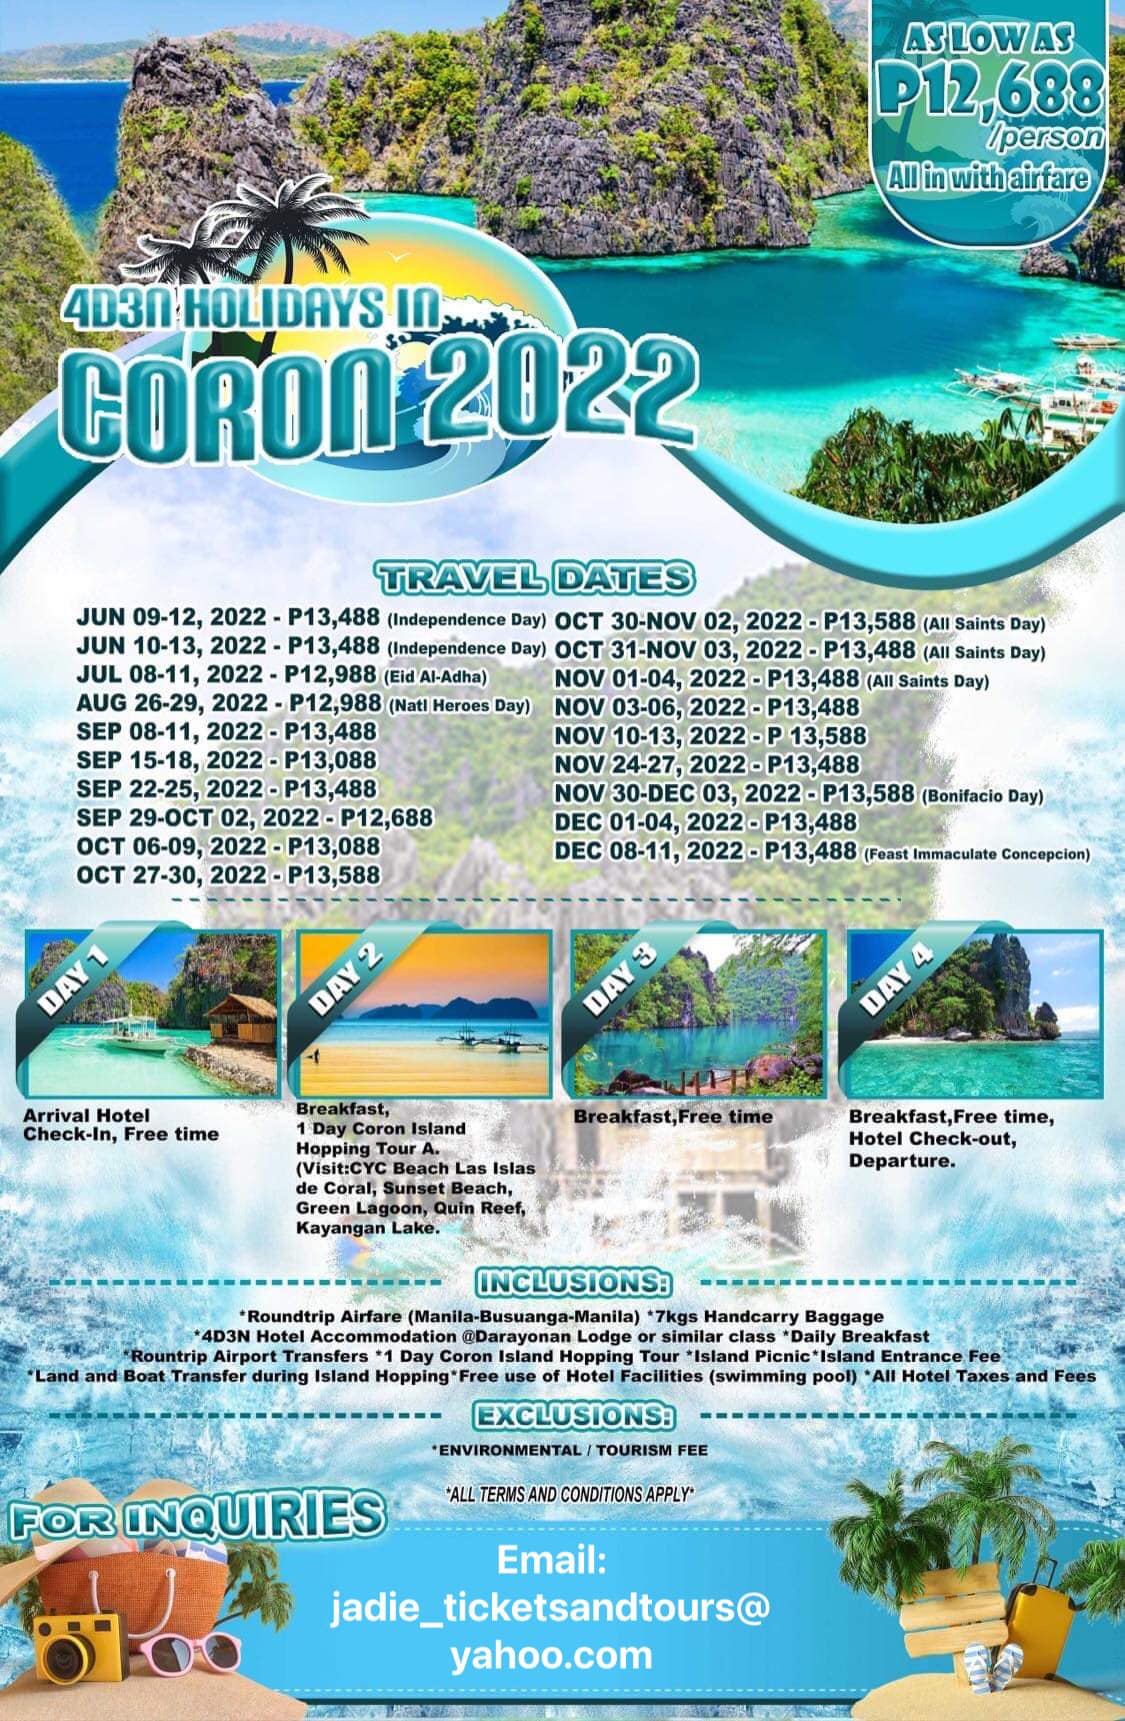 AS LOW AS
P12,688
/person
All in with airfare
4D3N HOLIDAYS IN
CORON 2022
TRAVEL DATES
JUN 09-12, 2022 - P13,488 (Independence Day)
JUN 10-13, 2022 - P13,488 (Independence Day)
JUL 08-11, 2022 - P12,988 (Eid Al-Adha)
AUG 26-29, 2022 - P12,988 (Natl Heroes Day)
SEP 08-11, 2022 - P13,488
SEP 15-18, 2022 - P13,088
SEP 22-25, 2022 - P13,488
SEP 29-OCT 02, 2022 - P12,688
OCT 06-09, 2022 - P13,088
OCT 27-30, 2022 - P13,588
OCT 30-NOV 02, 2022 - P13,588 (All Saints Day)
OCT 31-NOV 03, 2022 - P13,488 (All Saints Day)
NOV 01-04, 2022 - P13,488 (All Saints Day)
NOV 03-06, 2022 - P13,488
NOV 10-13, 2022 - P 13,588
NOV 24-27, 2022 - P13,488
NOV 30-DEC 03, 2022 - P13,588 (Bonifacio Day)
DEC 01-04, 2022 - P13,488
DEC 08-11, 2022 - P13,488 (Feast Immaculate Concepcion)
DAY 1
Arrival Hotel
Check-In, Free time
DAY 2
Breakfast,
1 Day Coron Island
Hopping Tour A.
(Visit:CYC Beach Las Islas
de Coral, Sunset Beach,
Green Lagoon, Quin Reef,
Kayangan Lake.
DAY 3
Breakfast,Free time
DAY 4
Breakfast,Free time,
Hotel Check-out,
Departure.
INCLUSIONS:
*Roundtrip Airfare (Manila-Busuanga-Manila) *7kgs Handcarry Baggage
*4D3N Hotel Accommodation @Darayonan Lodge or similar class *Daily Breakfast
*Rountrip Airport Transfers *1 Day Coron Island Hopping Tour *Island Picnic*Island Entrance Fee
*Land and Boat Transfer during Island Hopping*Free use of Hotel Facilities (swimming pool) *All Hotel Taxes and Fees
EXCLUSIONS:
*ENVIRONMENTAL / TOURISM FEE
*ALL TERMS AND CONDITIONS APPLY*
FOR INQUIRIES
Email:
jadie_ticketsandtours@
yahoo.com